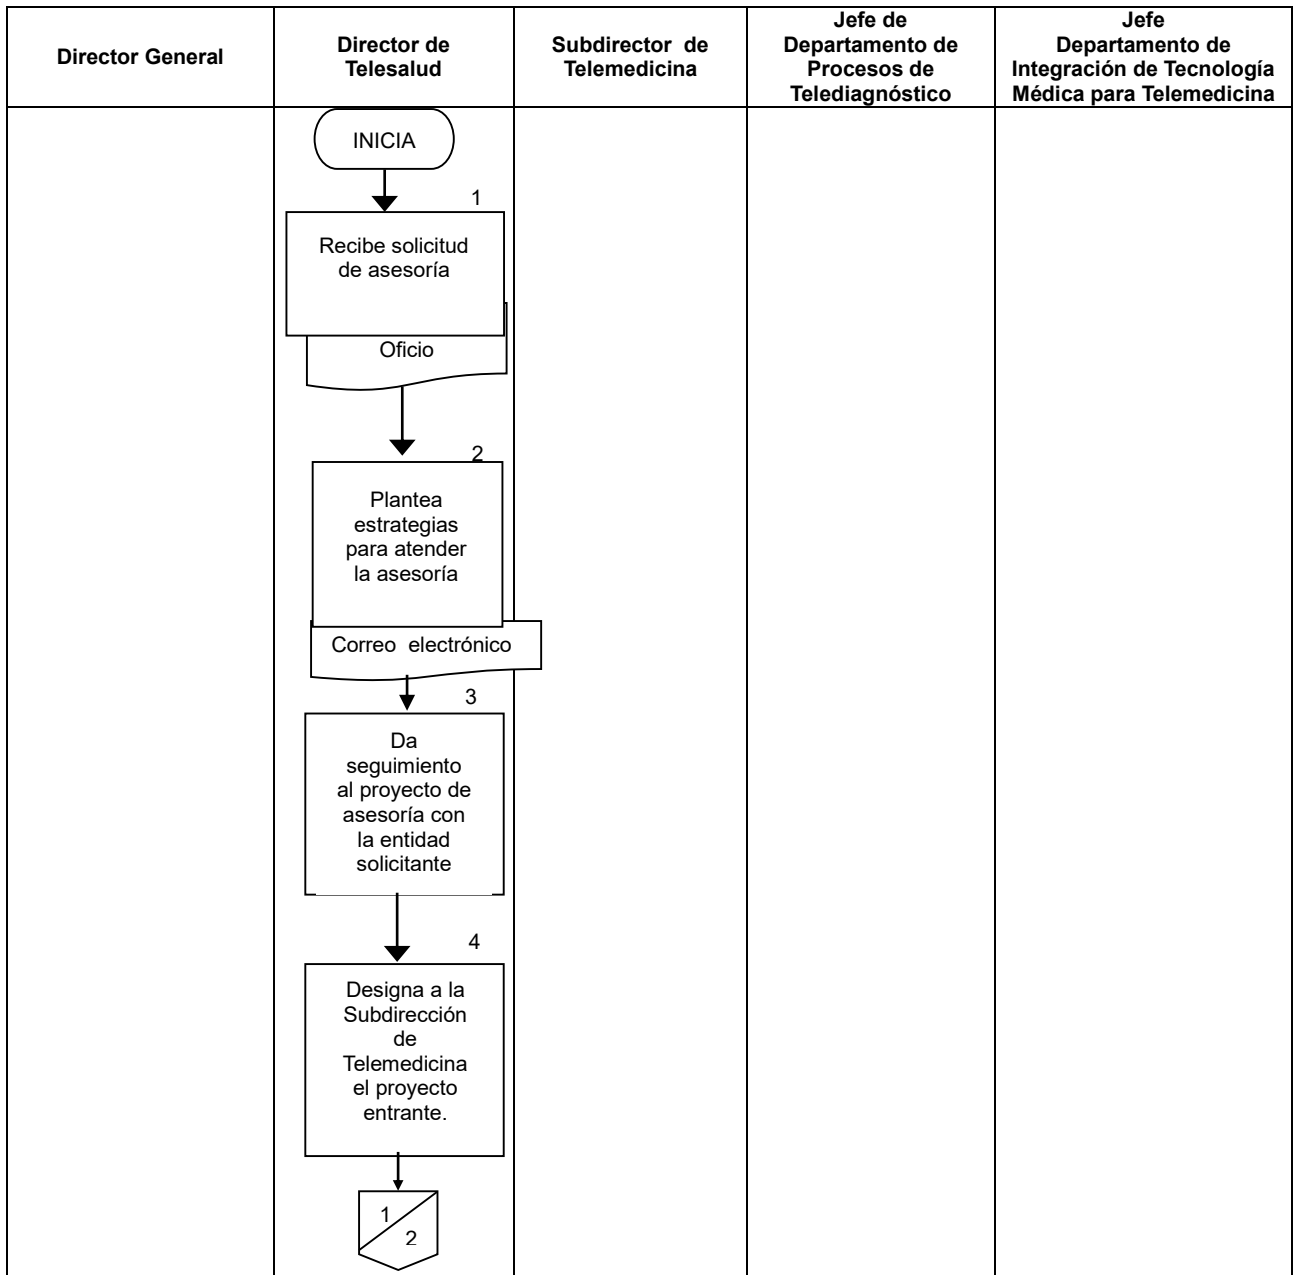 Director General
Director de
Telesalud
Subdirector de
Telemedicina
Jefe de
Departamento de
Procesos de
Telediagnóstico
Jefe
Departamento de
Integración de Tecnología
Médica para Telemedicina
INICIA
1
Recibe solicitud
de asesoría
Oficio
2
Plantea
estrategias
para atender
la asesoría
Correo electrónico
3
Da
seguimiento
al proyecto de
asesoría con
la entidad
solicitante
4
Designa a la
Subdirección
de
Telemedicina
el proyecto
entrante.
1
2